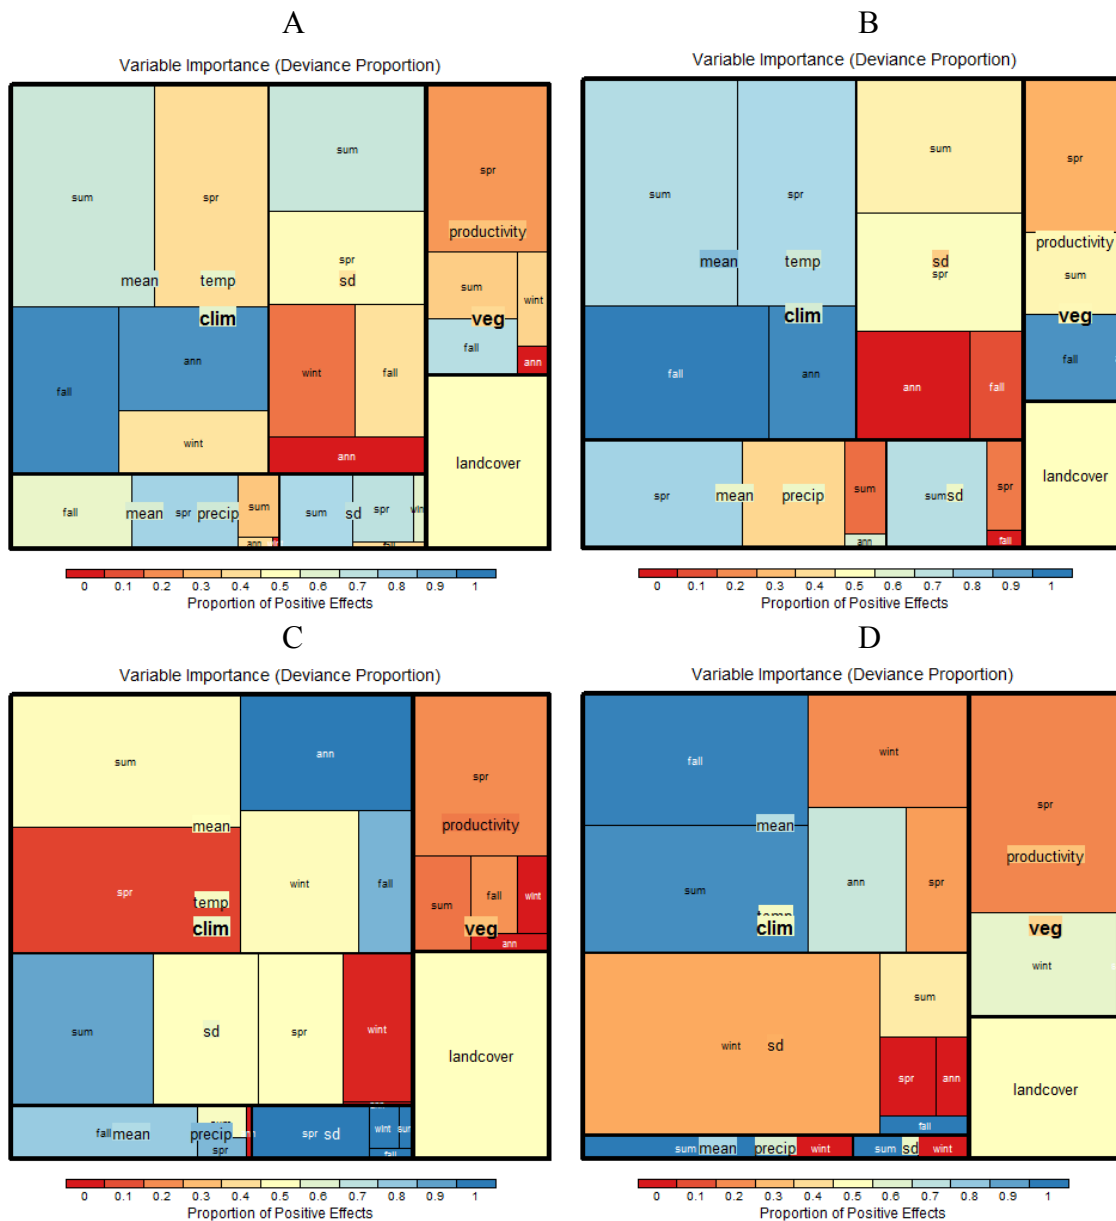 A
B
Variable Importance (Deviance Proportion)
Variable Importance (Deviance Proportion)
sum
spr
sum
spr
mean
temp
spr
sd
clim
fall
ann
wint
wint
fall
ann
productivity
sum
wint
veg
fall
ann
landcover
fall
mean
spr
precip
sum
ann
sum
sd
spr
win
fall
0 0.1 0.2 0.3 0.4 0.5 0.6 0.7 0.8 0.9 1
Proportion of Positive Effects
sum
spr
sum
spr
mean
temp
sd
spr
clim
fall
ann
ann
fall
productivity
sum
veg
fall
landcover
spr
mean
precip
sum
ann
sum
sd
spr
fall
0 0.1 0.2 0.3 0.4 0.5 0.6 0.7 0.8 0.9 1
Proportion of Positive Effects
C
D
Variable Importance (Deviance Proportion)
Variable Importance (Deviance Proportion)
sum
ann
spr
mean
productivity
spr
temp
clim
wint
fall
sum
fall
wint
veg
ann
sum
sd
spr
wint
landcover
fall
mean
precip
spr
spr
sd
wint
sum
fall
0 0.1 0.2 0.3 0.4 0.5 0.6 0.7 0.8 0.9 1
Proportion of Positive Effects
fall
wint
spr
mean
productivity
sum
ann
spr
temp
clim
veg
wint
wint
sd
sum
spr
ann
fall
landcover
sum
mean
precip
wint
sum
sd
wint
0 0.1 0.2 0.3 0.4 0.5 0.6 0.7 0.8 0.9 1
Proportion of Positive Effects